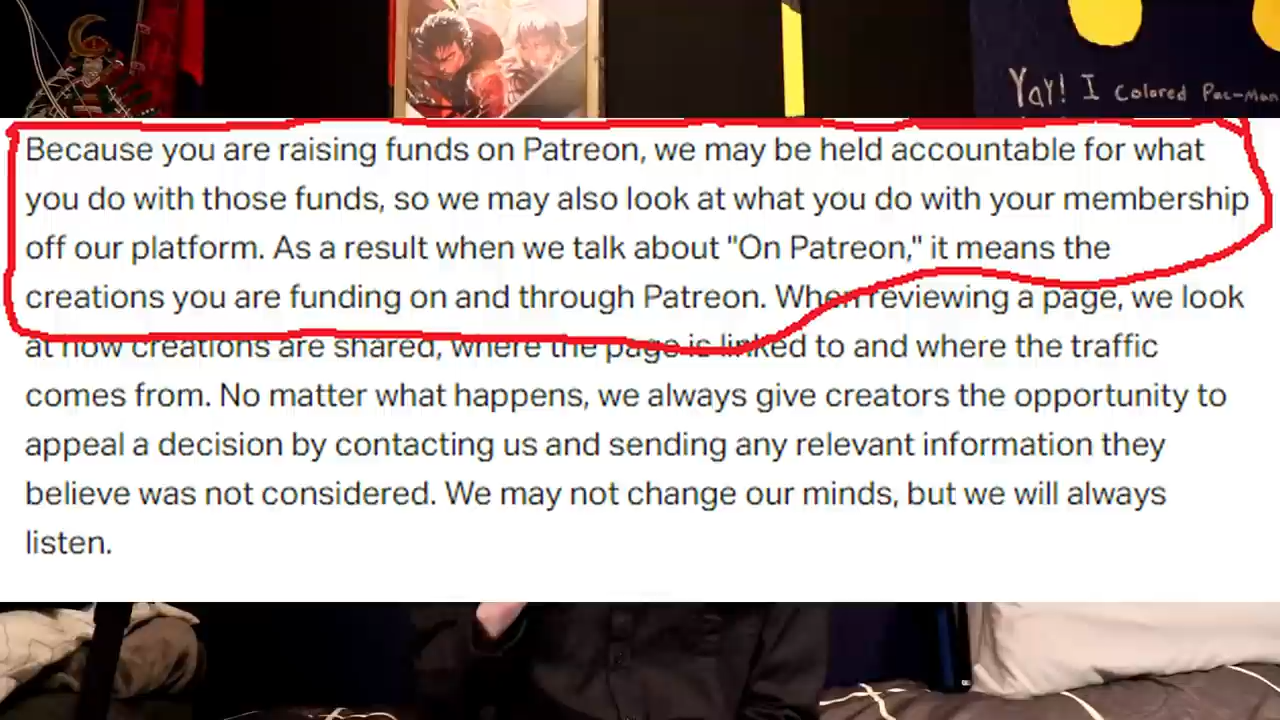 Yay! I Colored Pac-Man
Because you are raising funds on Patreon, we may be held accountable for what
you do with those funds, so we may also look at what you do with your membership
off our platform. As a result when we talk about "On Patreon," it means the
creations you are funding on and through Patreon. When reviewing a page, we look
at how creations are shared, where the page is linked to and where the traffic
comes from. No matter what happens, we always give creators the opportunity to
appeal a decision by contacting us and sending any relevant information they
believe was not considered. We may not change our minds, but we will always
listen.